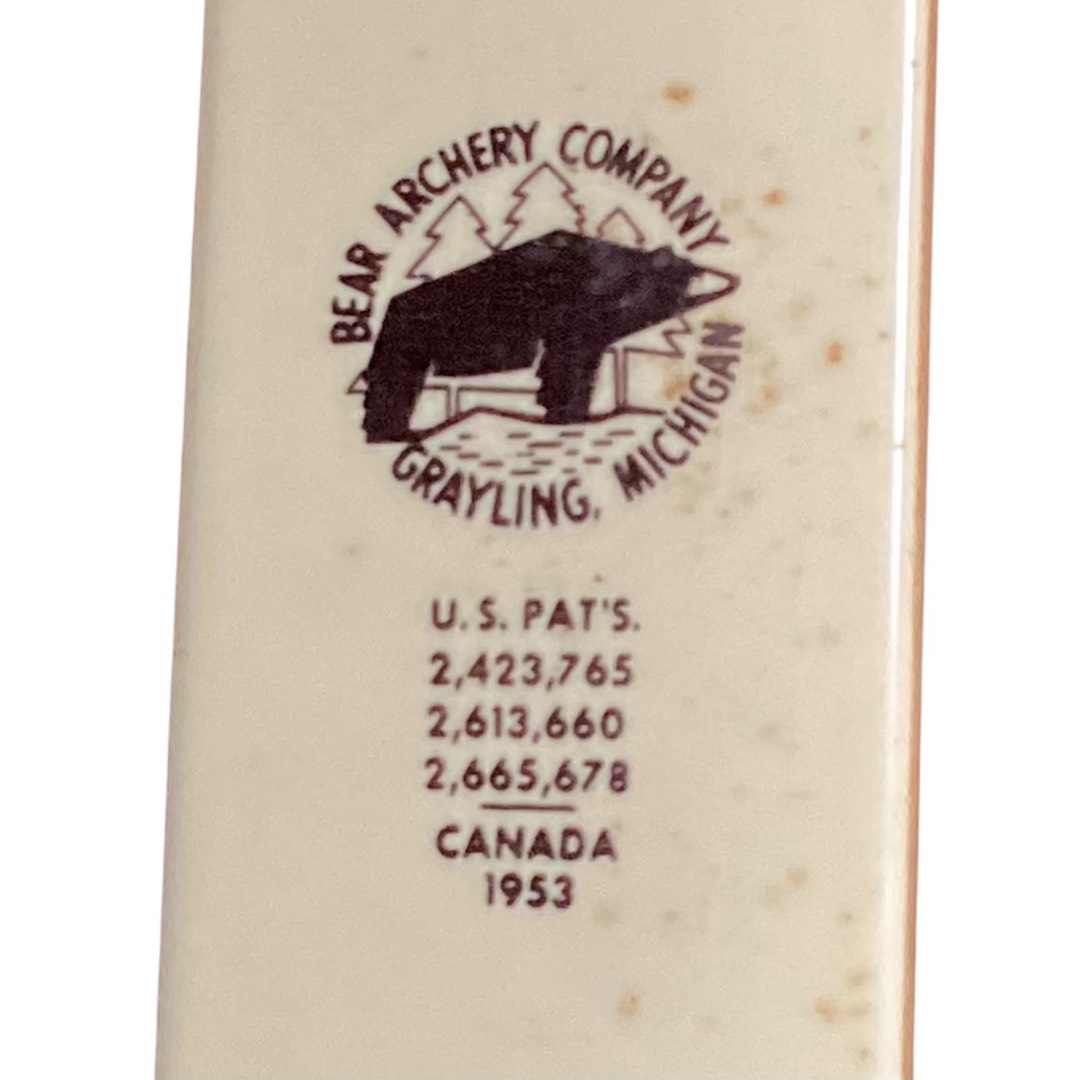 BEAR ARCHERY COMPANY
GRAYLING, MICHIGAN
U.S. PAT'S.
2,423,765
2,613,660
2,665,678
CANADA
1953